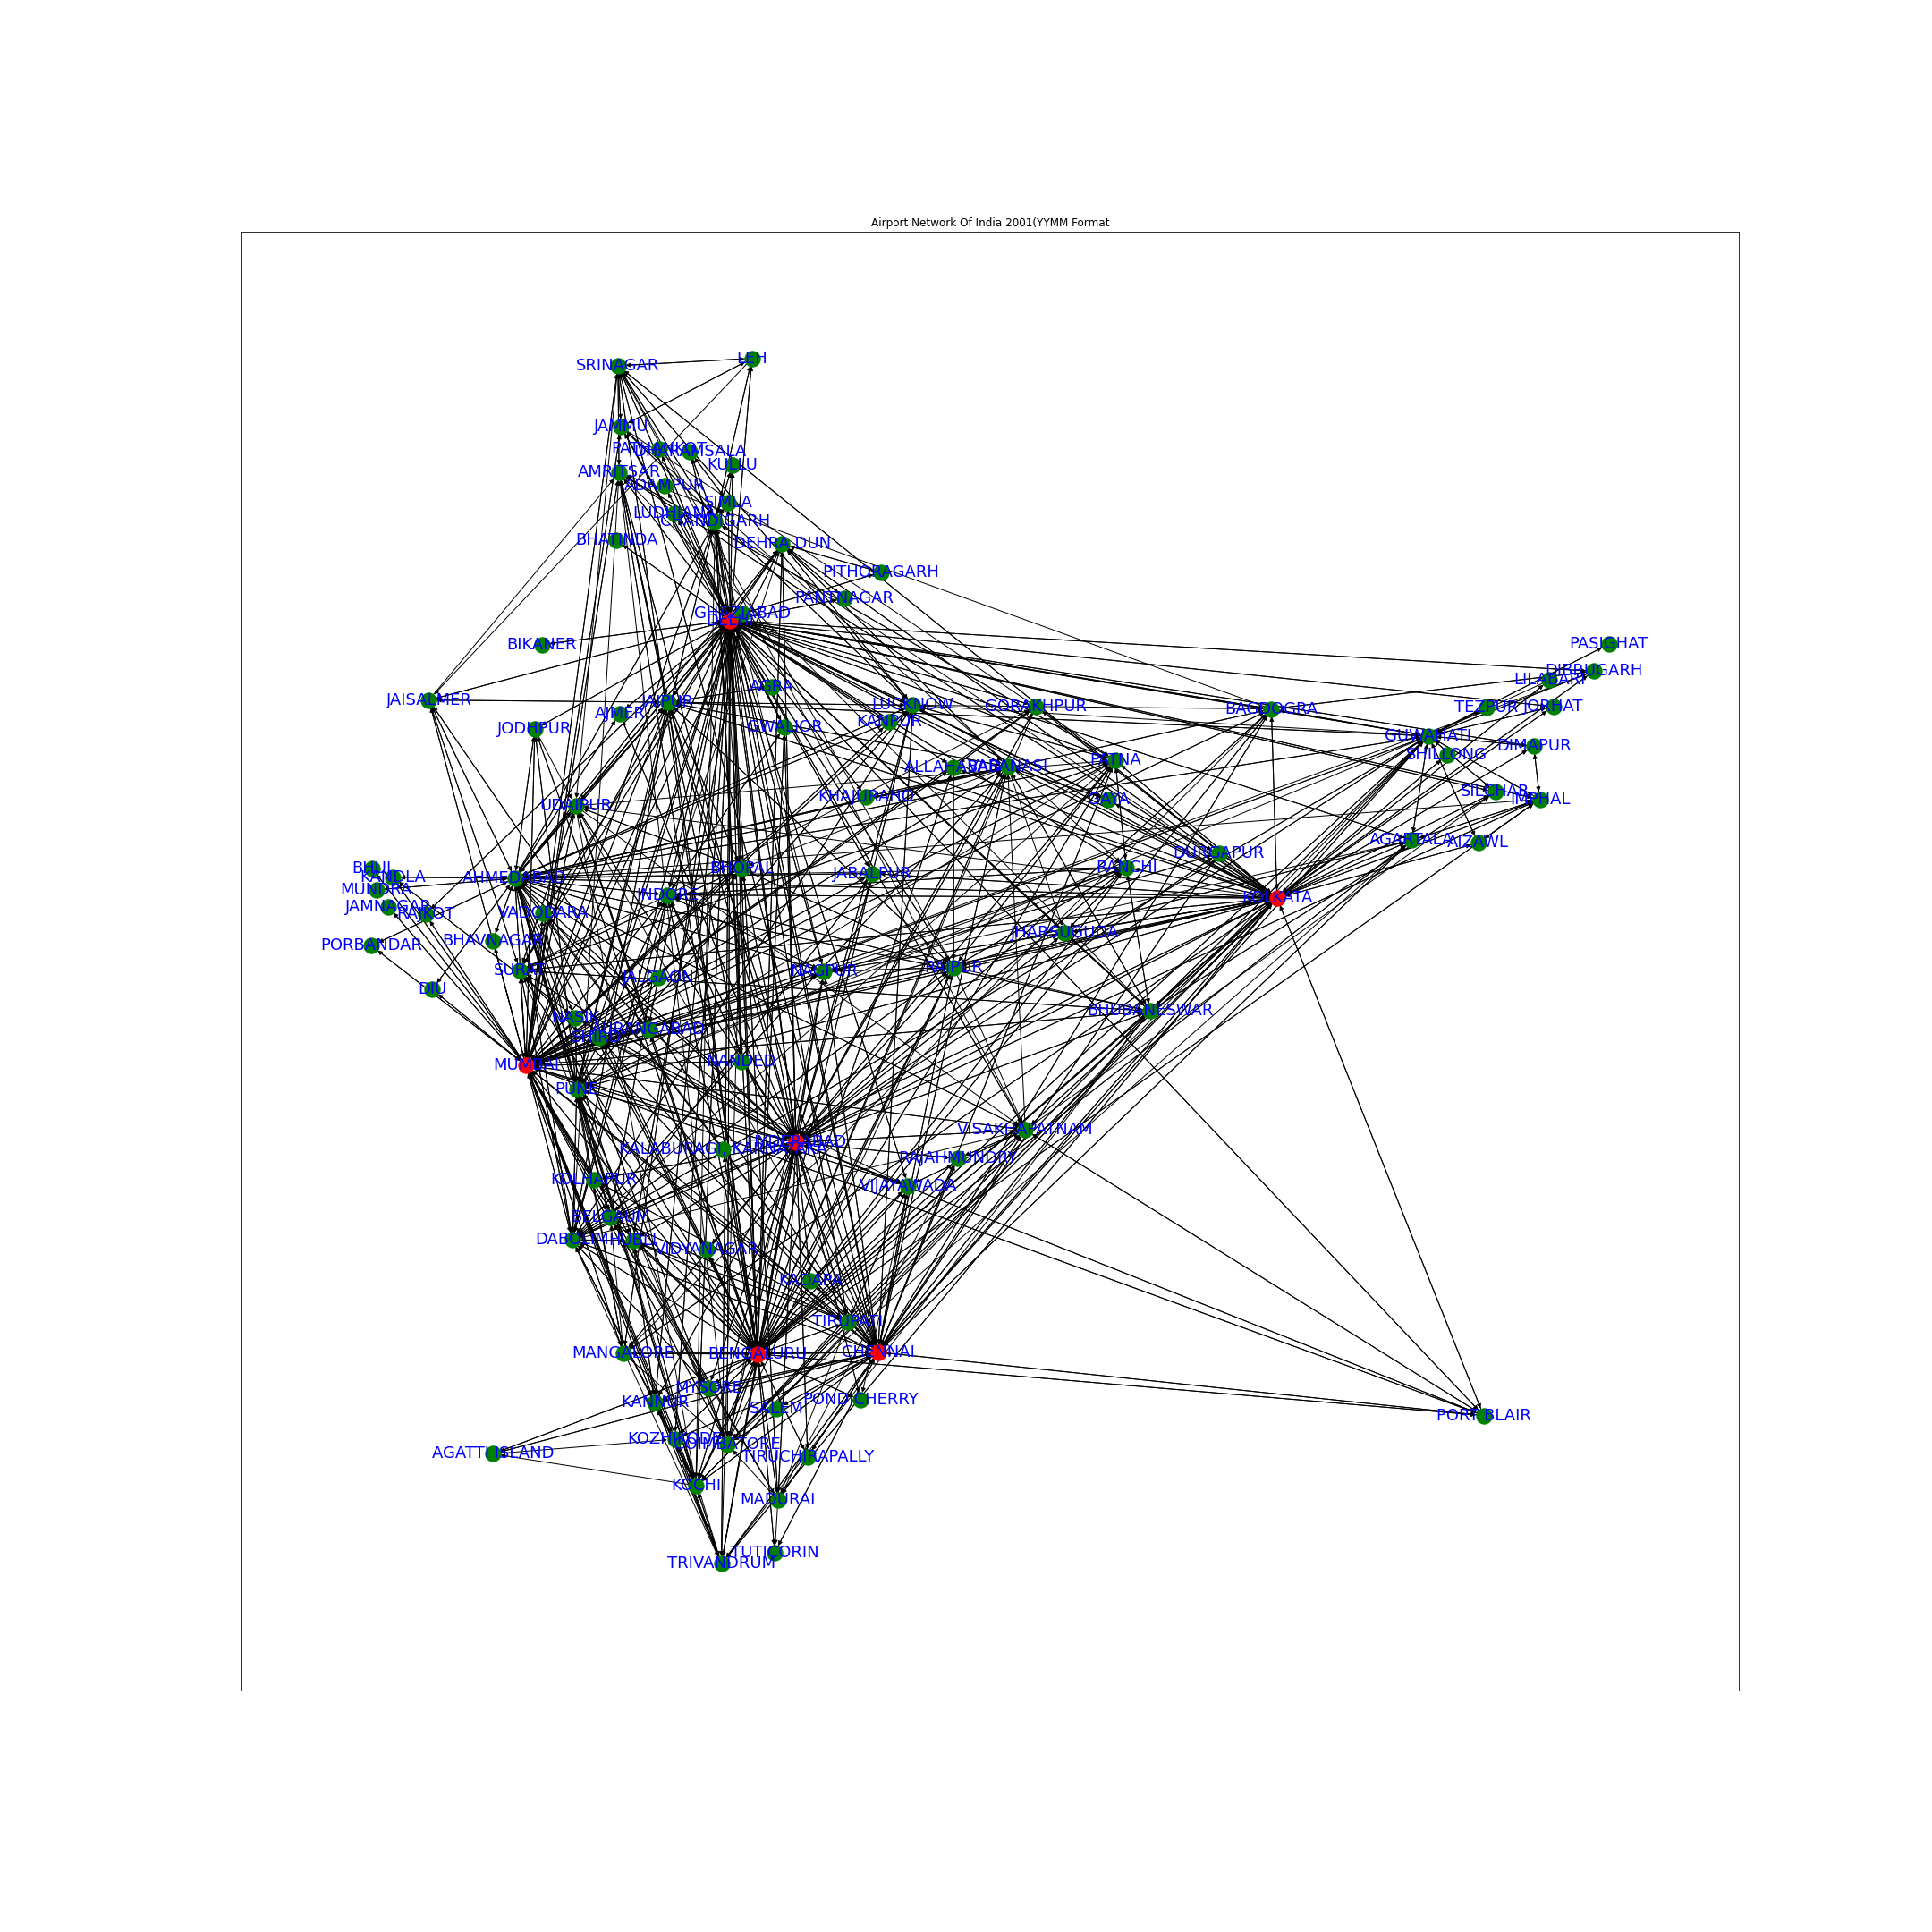 Airport Network Of India 2001(YYMM Format
LEH
SRINAGAR
JAMMU
PATHANKOT
DHARAMSALA
KULLU
AMRITSAR
ADAMPUR
SIMLA
LUDHIANA
CHANDIGARH
BHATINDA
DEHRA DUN
PITHORAGARH
PANTNAGAR
GHAZIABAD
DELHI
BIKANER
PASIGHAT
DIBRUGARH
LILABARI
AGRA
JAISALMER
JAIPUR
LUCKNOW
GORAKHPUR
BAGDOGRA
TEZPUR
JORHAT
AJMER
KANPUR
JODHPUR
GWALIOR
GUWAHATI
DIMAPUR
SHILLONG
PATNA
ALLAHABAD
VARANASI
SILCHAR
KHAJURAHO
GAYA
IMPHAL
UDAIPUR
AGARTALA
AIZAWL
DURGAPUR
BHUJ
BHOPAL
RANCHI
KANDLA
AHMEDABAD
JABALPUR
MUNDRA
INDORE
KOLKATA
JAMNAGAR
RAJKOT
VADODARA
JHARSUGUDA
BHAVNAGAR
PORBANDAR
RAIPUR
SURAT
NAGPUR
JALGAON
DIU
BHUBANESWAR
NASIK
AURANGABAD
SHIRDI
NANDED
MUMBAI
PUNE
VISAKHAPATNAM
HYDERABAD
KALABURAGI, KARNATAKA
RAJAHMUNDRY
KOLHAPUR
VIJAYAWADA
BELGAUM
DABOLIM
HUBLI
VIDYANAGAR
KADAPA
TIRUPATI
MANGALORE
BENGALURU
CHENNAI
MYSORE
KANNUR
PONDICHERRY
SALEM
PORT BLAIR
KOZHIKODE
COIMBATORE
AGATTI ISLAND
TIRUCHIRAPALLY
KOCHI
MADURAI
TUTICORIN
TRIVANDRUM